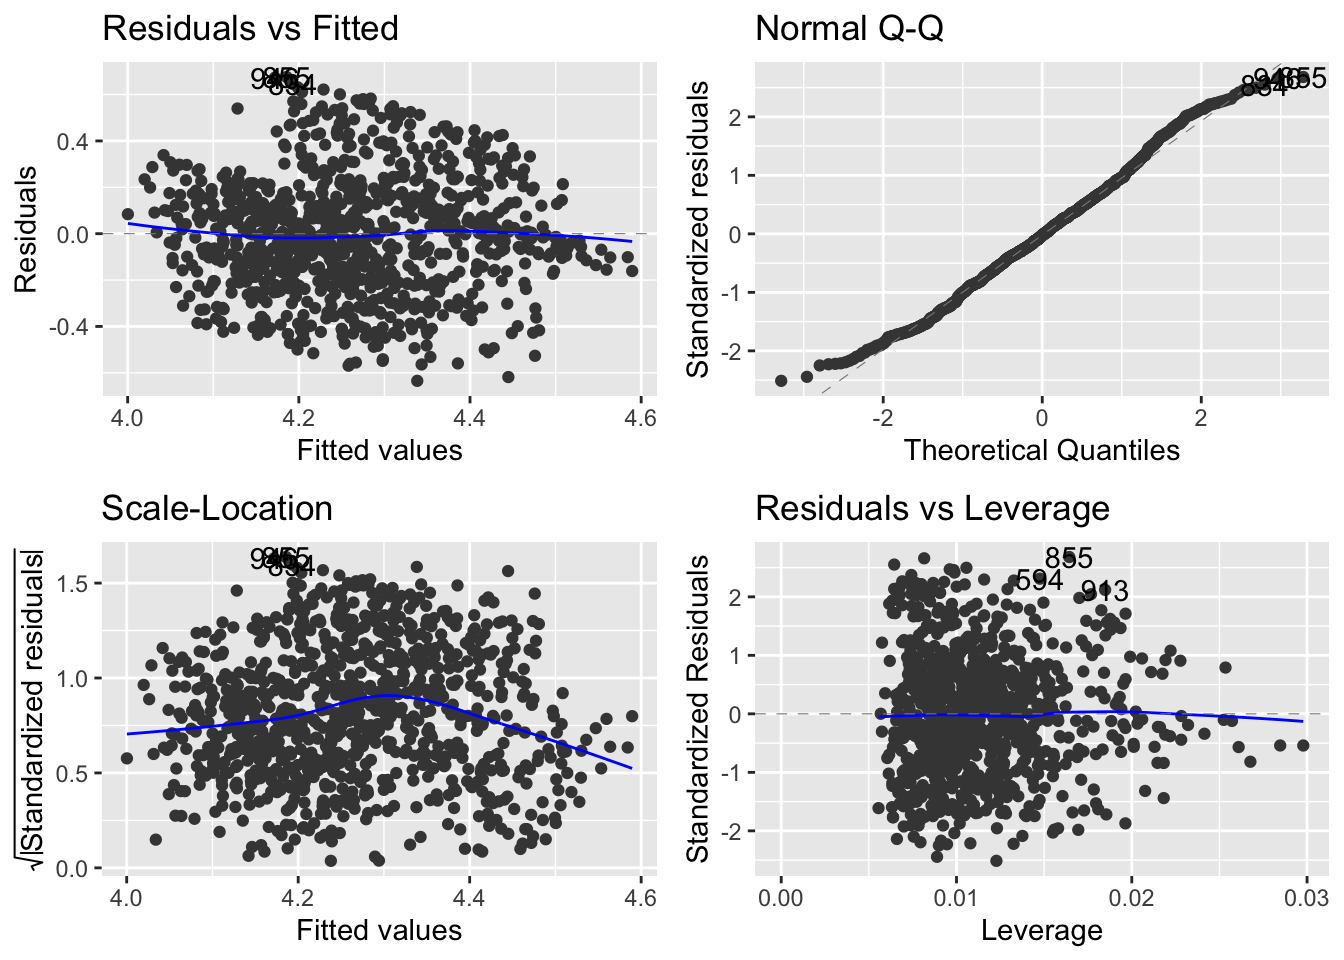 Residuals vs Fitted
855
0.4
0.0
-0.4
Residuals
4.0 4.2 4.4 4.6
Fitted values
Normal Q-Q
855
2
1
0
-1
-2
Standardized residuals
-2 0 2
Theoretical Quantiles
Scale-Location
1.5
1.0
0.5
0.0
√|Standardized residuals|
4.0 4.2 4.4 4.6
Fitted values
Residuals vs Leverage
855
594
913
2
1
0
-1
-2
Standardized Residuals
0.00 0.01 0.02 0.03
Leverage